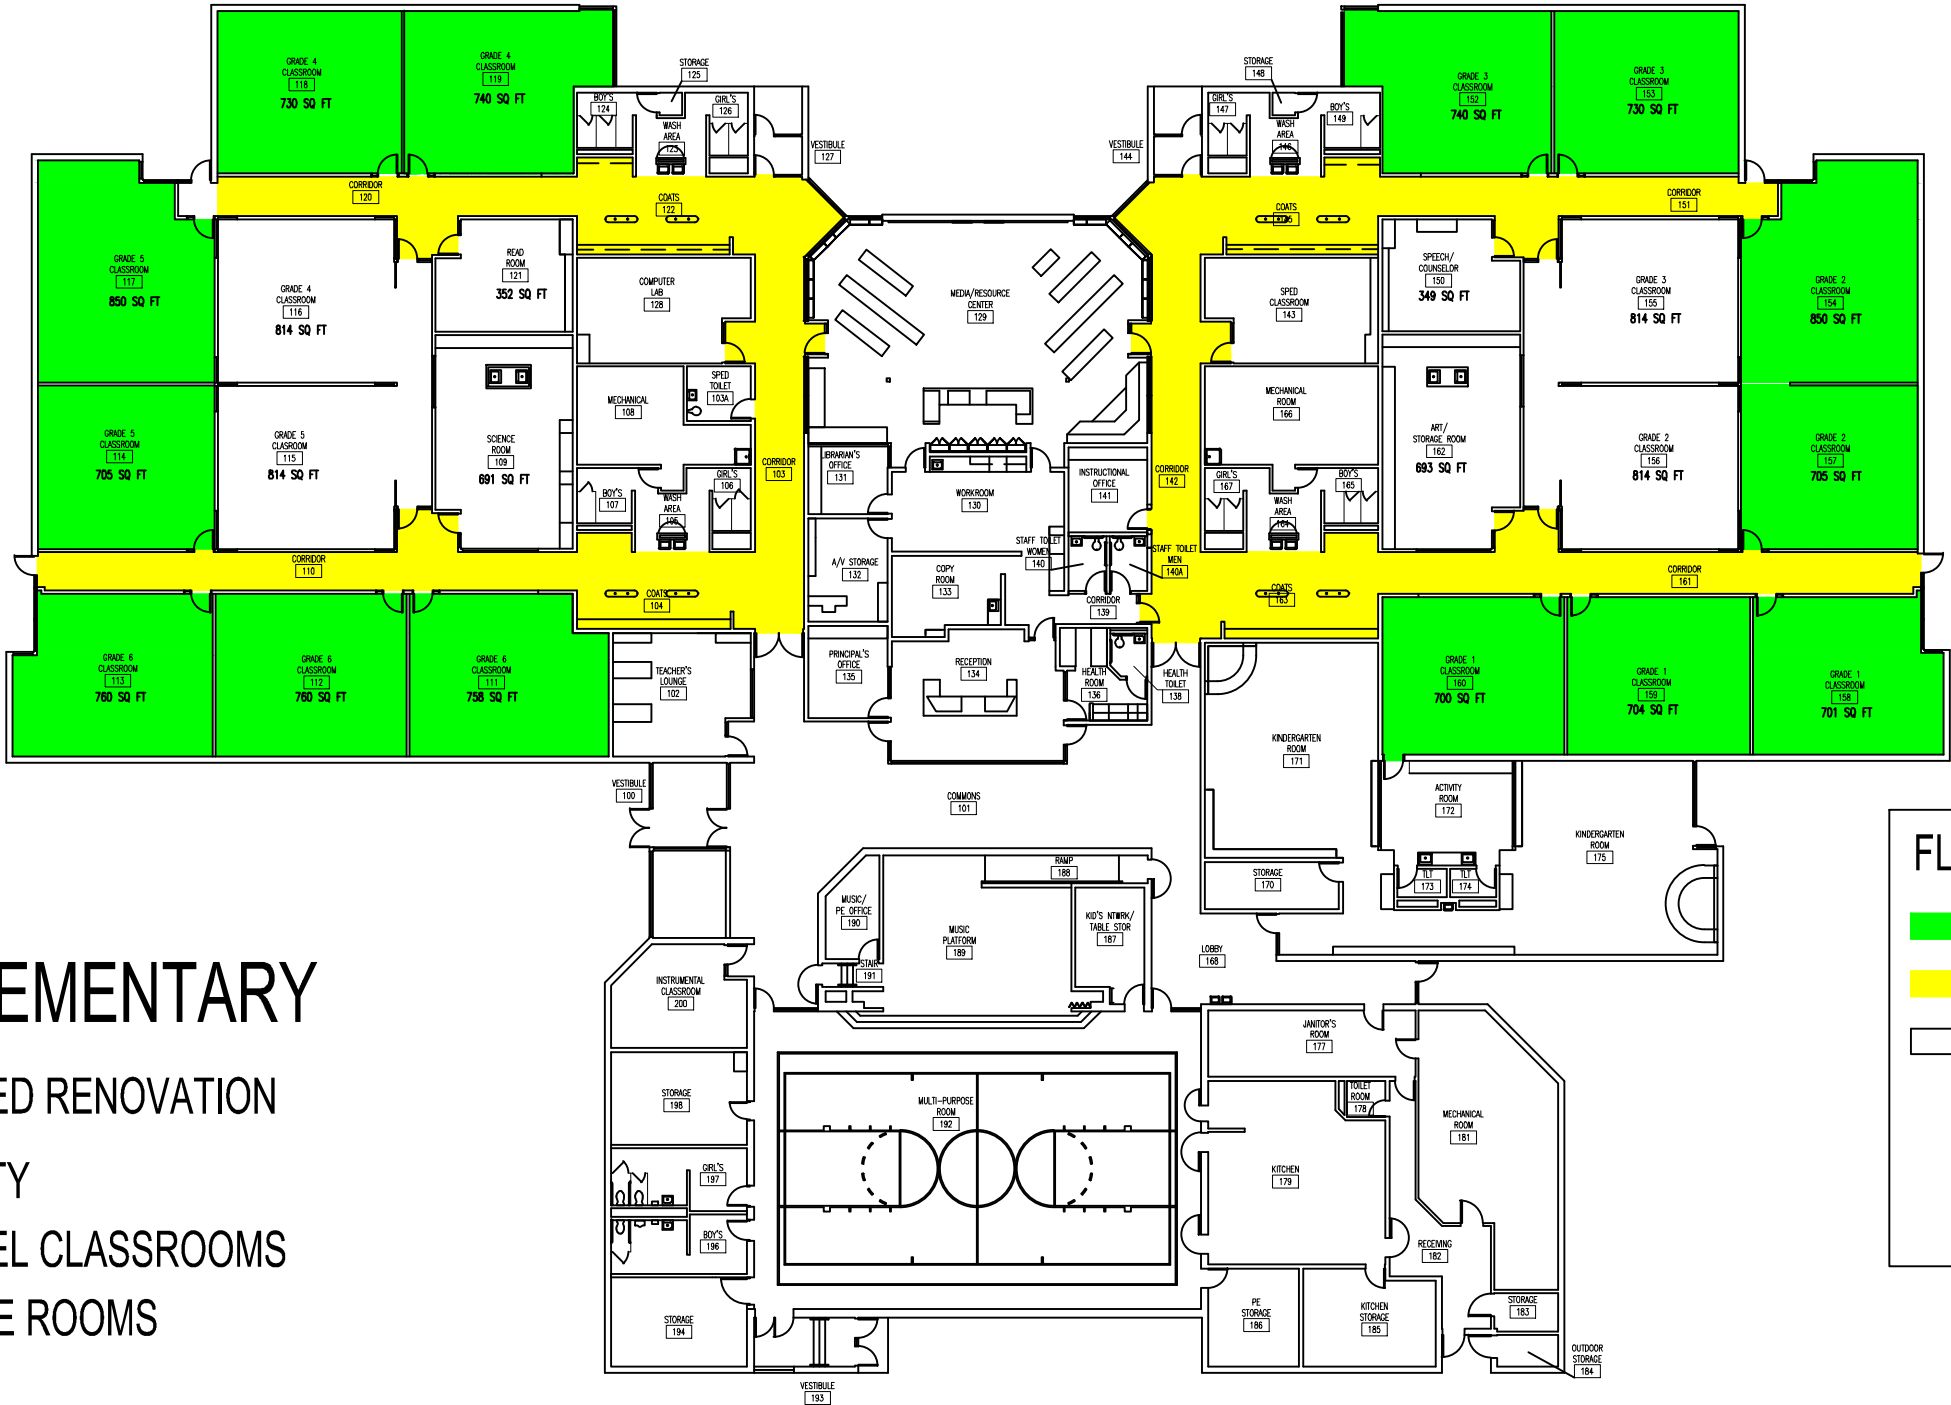 GRADE 4
CLASSROOM
118
730 SQ FT
GRADE 4
CLASSROOM
119
740 SQ FT
STORAGE
125
BOY'S
124
GIRL'S
126
WASH
AREA
123
VESTIBULE
127
STORAGE
148
GIRL'S
147
BOY'S
149
WASH
AREA
146
VESTIBULE
144
GRADE 3
CLASSROOM
152
740 SQ FT
GRADE 3
CLASSROOM
153
730 SQ FT
CORRIDOR
120
COATS
122
COATS
145
CORRIDOR
151
GRADE 5
CLASSROOM
117
850 SQ FT
GRADE 4
CLASSROOM
116
814 SQ FT
READ
ROOM
121
352 SQ FT
COMPUTER
LAB
128
MEDIA/RESOURCE
CENTER
129
SPED
CLASSROOM
143
SPEECH/
COUNSELOR
150
349 SQ FT
GRADE 3
CLASSROOM
155
814 SQ FT
GRADE 2
CLASSROOM
154
850 SQ FT
GRADE 5
CLASSROOM
114
705 SQ FT
GRADE 5
CLASROOM
115
814 SQ FT
SCIENCE
ROOM
109
691 SQ FT
MECHANICAL
108
SPED
TOILET
103A
CORRIDOR
103
BOY'S
107
WASH
AREA
105
GIRL'S
106
LIBRARIAN'S
OFFICE
131
WORKROOM
130
INSTRUCTIONAL
OFFICE
141
CORRIDOR
142
MECHANICAL
ROOM
166
GIRL'S
167
WASH
AREA
164
BOY'S
165
ART/
STORAGE ROOM
162
693 SQ FT
GRADE 2
CLASSROOM
156
814 SQ FT
GRADE 2
CLASSROOM
157
705 SQ FT
CORRIDOR
110
COATS
104
A/V STORAGE
132
COPY
ROOM
133
STAFF TOILET
WOMEN
140
STAFF TOILET
MEN
140A
CORRIDOR
139
COATS
163
CORRIDOR
161
GRADE 6
CLASSROOM
113
760 SQ FT
GRADE 6
CLASSROOM
112
760 SQ FT
GRADE 6
CLASSROOM
111
758 SQ FT
TEACHER'S
LOUNGE
102
PRINCIPAL'S
OFFICE
135
RECEPTION
134
HEALTH
ROOM
136
HEALTH
TOILET
138
KINDERGARTEN
ROOM
171
GRADE 1
CLASSROOM
160
700 SQ FT
GRADE 1
CLASSROOM
159
704 SQ FT
GRADE 1
CLASSROOM
158
701 SQ FT
VESTIBULE
100
COMMONS
101
ACTIVITY
ROOM
172
KINDERGARTEN
ROOM
175
FL
RAMP
188
STORAGE
170
TLT
173
TLT
174
MUSIC/
PE OFFICE
190
MUSIC
PLATFORM
189
KID'S NTWRK/
TABLE STOR
187
STAIR
191
LOBBY
168
EMENTARY
ED RENOVATION
TY
EL CLASSROOMS
E ROOMS
INSTRUMENTAL
CLASSROOM
200
JANITOR'S
ROOM
177
STORAGE
198
MULTI-PURPOSE
ROOM
192
TOILET
ROOM
178
MECHANICAL
ROOM
181
GIRL'S
197
KITCHEN
179
BOY'S
196
RECEIVING
182
STORAGE
194
PE
STORAGE
186
KITCHEN
STORAGE
185
STORAGE
183
OUTDOOR
STORAGE
184
VESTIBULE
193